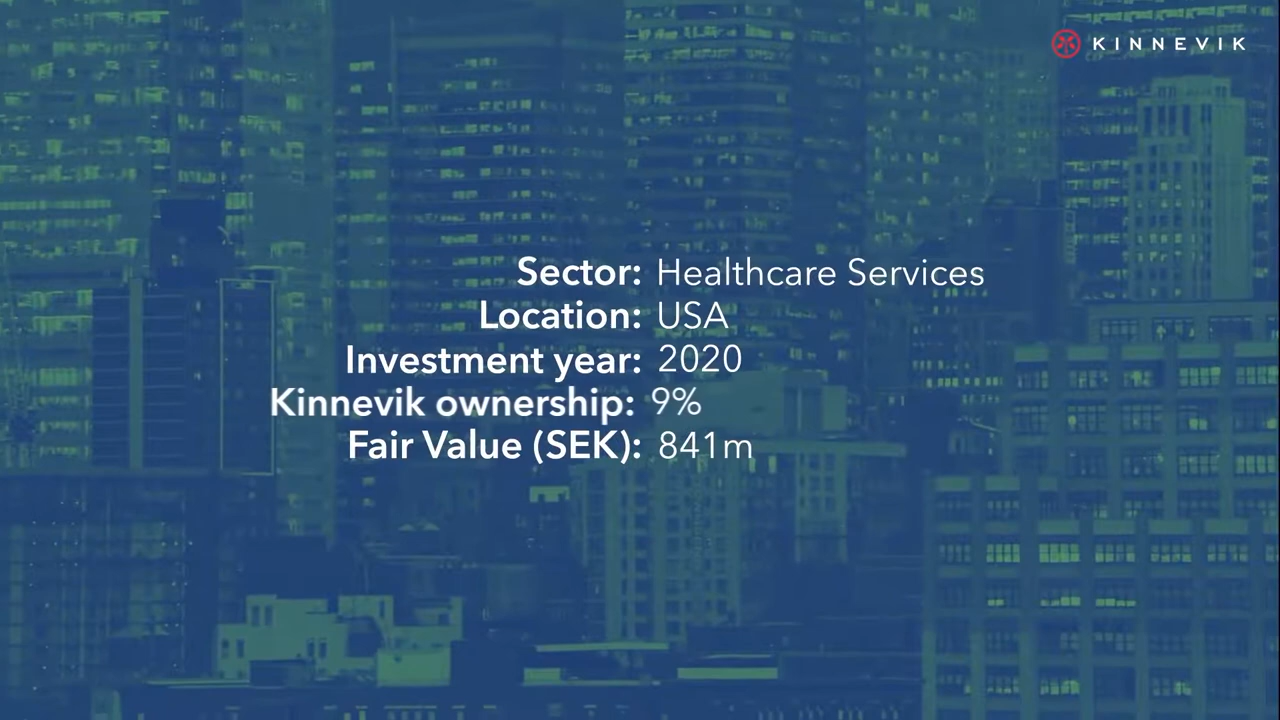 KINNEVIK
Sector: Healthcare Services
Location: USA
Investment year: 2020
Kinnevik ownership: 9%
Fair Value (SEK): 841m